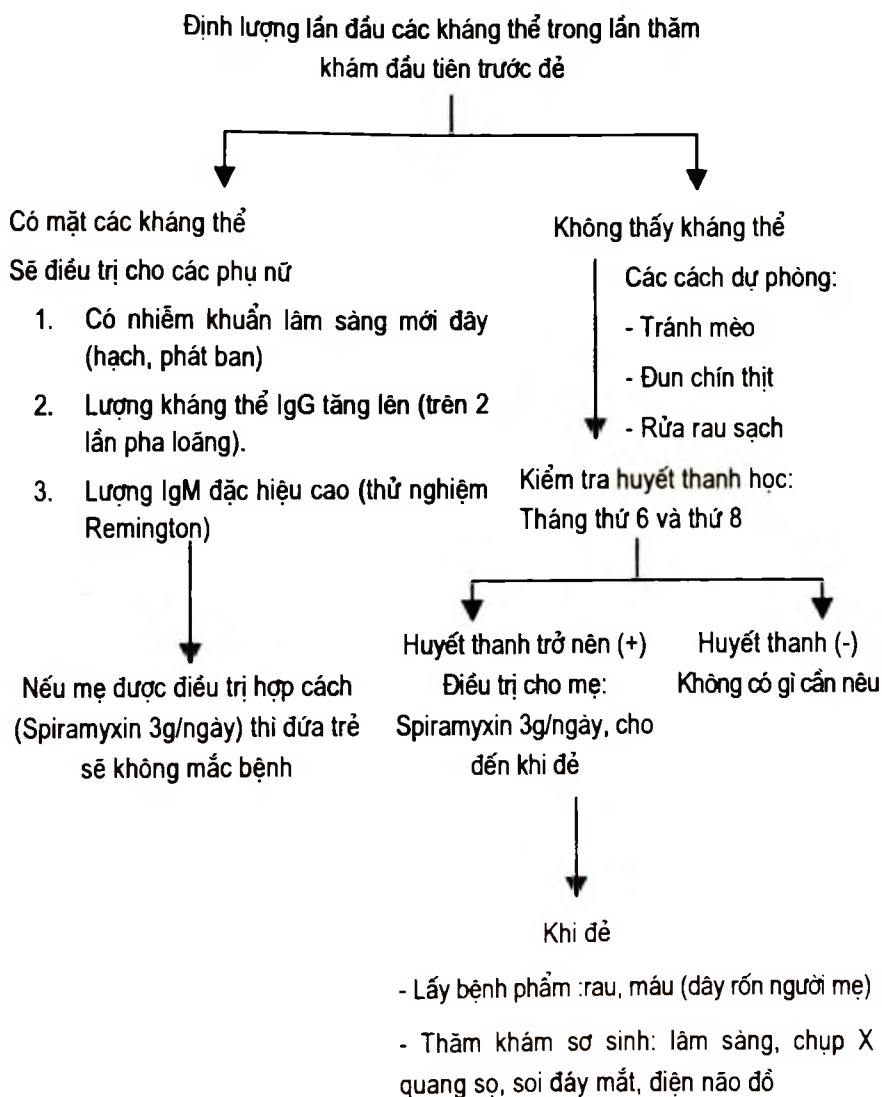 Định lượng lần đầu các kháng thể trong lần thăm
khám đầu tiên trước đẻ
Có mặt các kháng thể
Sẽ điều trị cho các phụ nữ
1. Có nhiễm khuẩn lâm sàng mới đây
(hạch, phát ban)
2. Lượng kháng thể IgG tăng lên (trên 2
lần pha loãng).
3. Lượng IgM đặc hiệu cao (thử nghiệm
Remington)
Nếu mẹ được điều trị hợp cách
(Spiramyxin 3g/ngày) thì đứa trẻ
sẽ không mắc bệnh
Không thấy kháng thể
Các cách dự phòng:
- Tránh mèo
- Đun chín thịt
- Rửa rau sạch
Kiểm tra huyết thanh học:
Tháng thứ 6 và thứ 8
Huyết thanh trở nên (+)
Điều trị cho mẹ:
Spiramyxin 3g/ngày, cho
đến khi đẻ
Huyết thanh (-)
Không có gì cần nêu
Khi đẻ
- Lấy bệnh phẩm :rau, máu (dây rốn người mẹ)
- Thăm khám sơ sinh: lâm sàng, chụp X
quang sọ, soi đáy mắt, điện não đồ